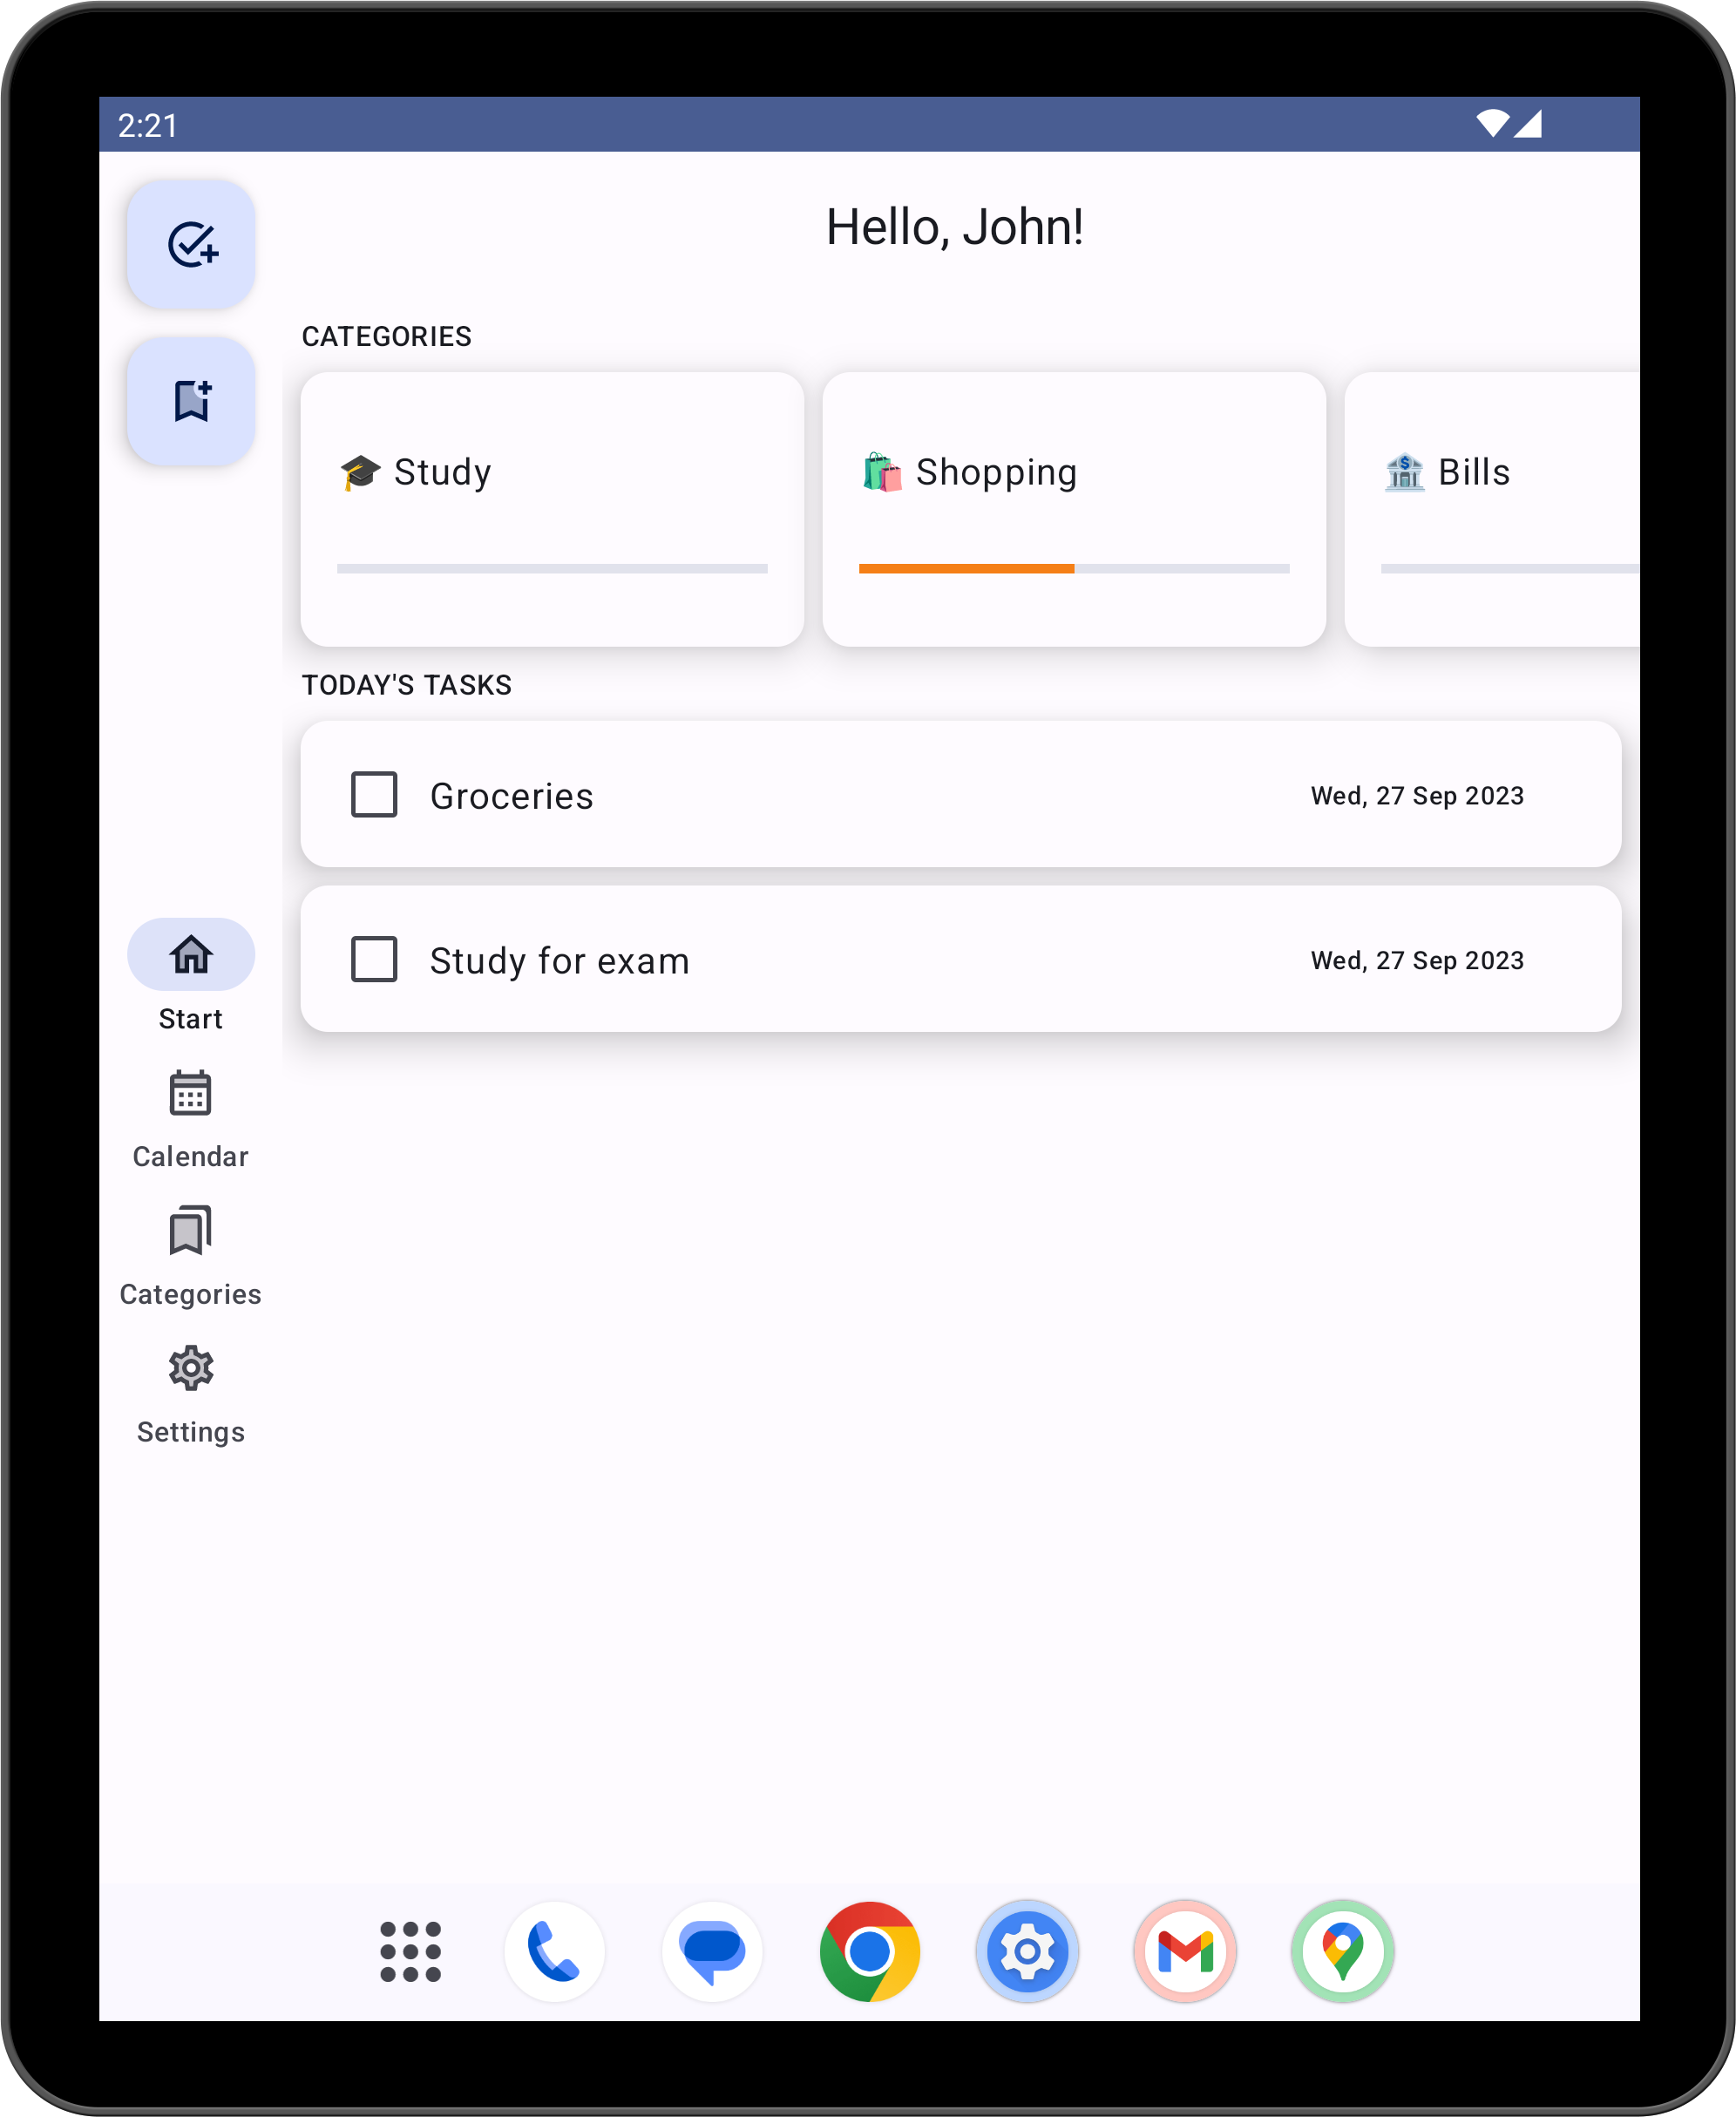 2:21
Hello, John!
CATEGORIES
🎓 Study
🛍️ Shopping
🏦 Bills
TODAY'S TASKS
Groceries
Wed, 27 Sep 2023
Study for exam
Wed, 27 Sep 2023
Start
Calendar
Categories
Settings